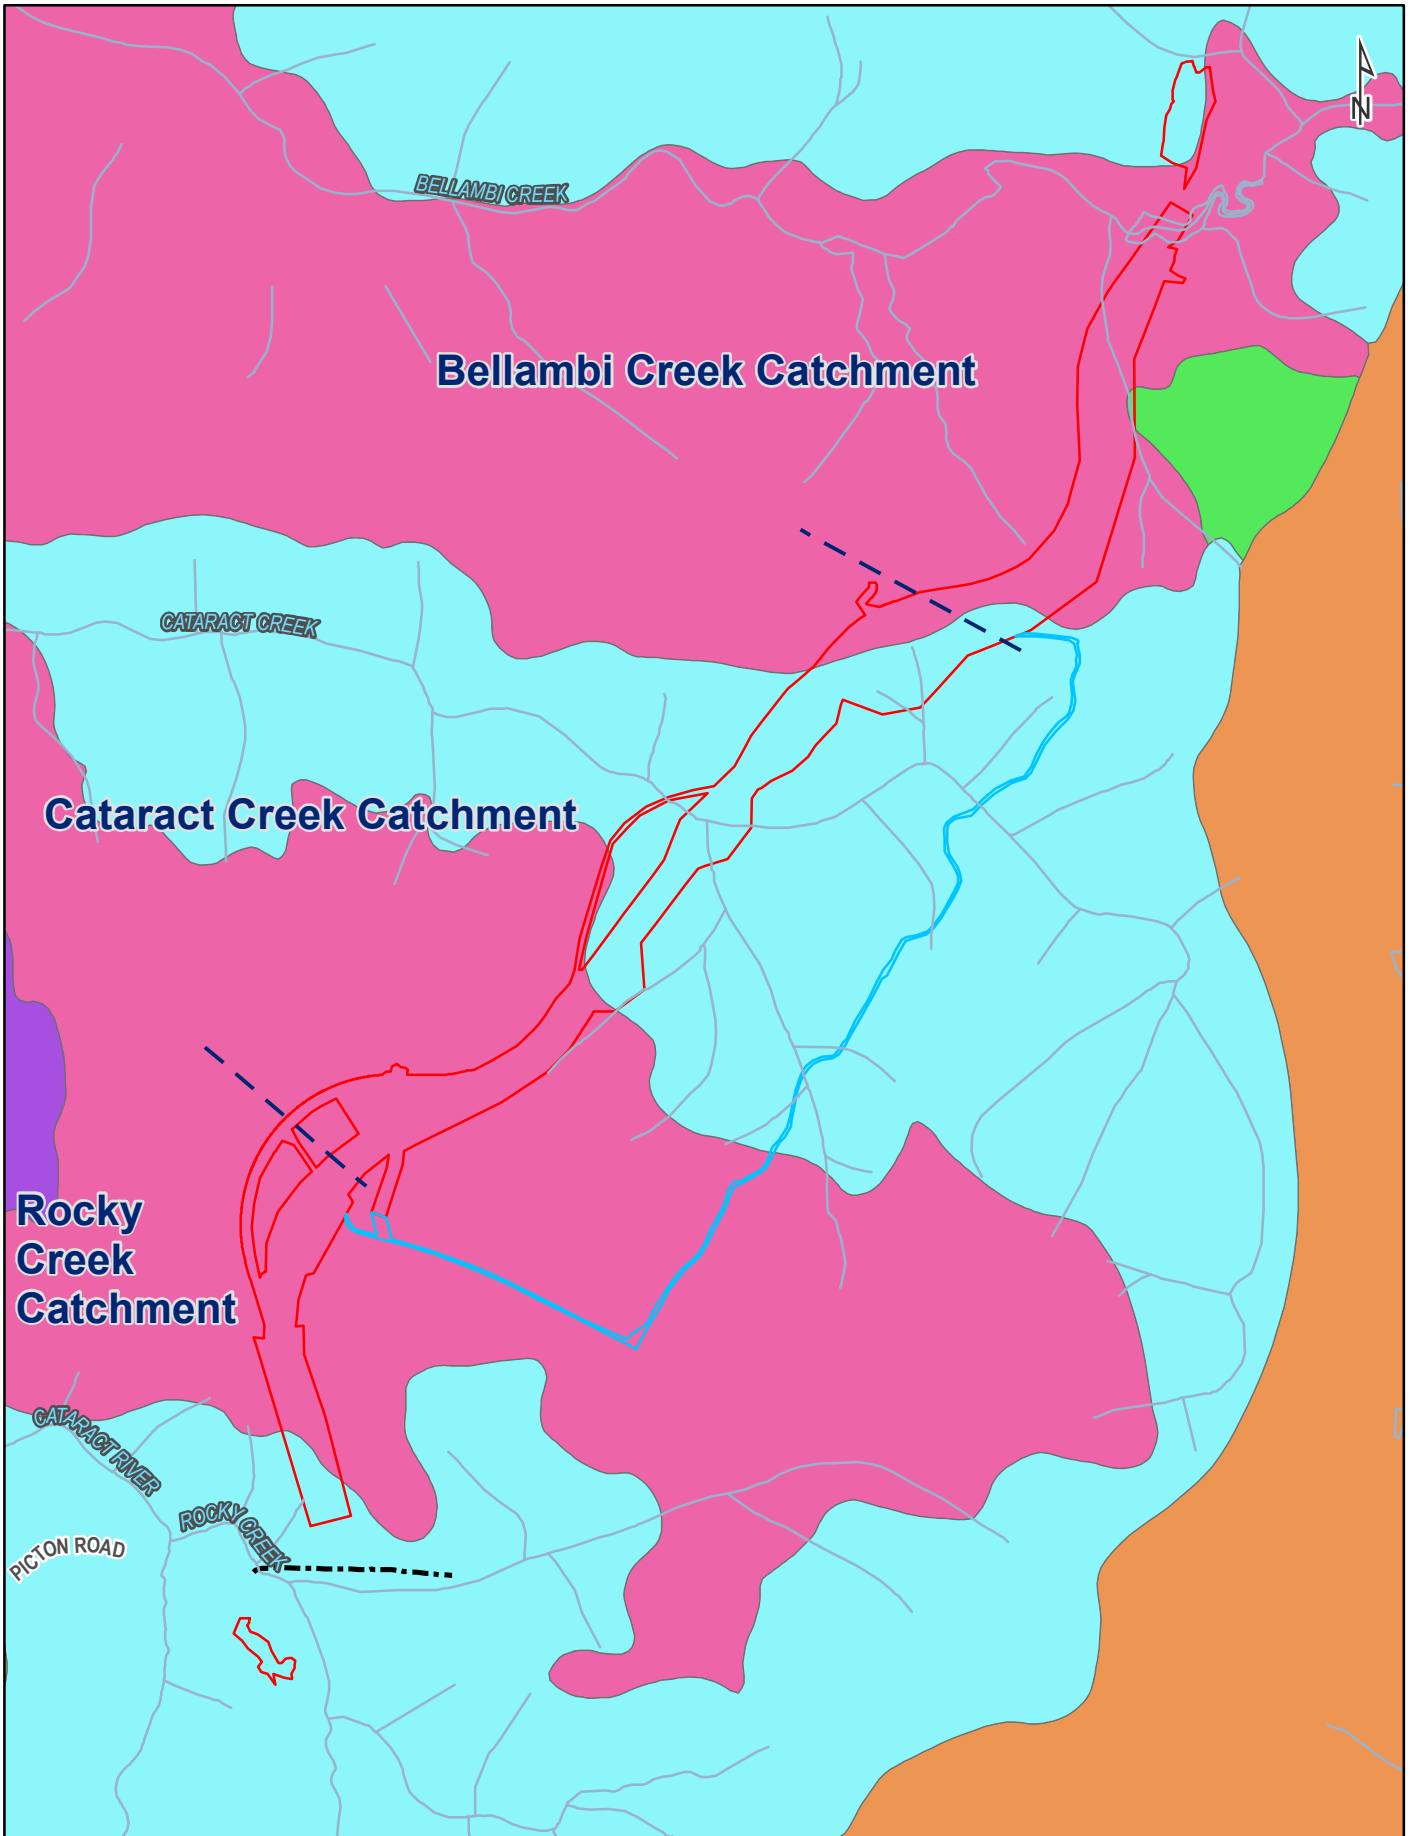 N
BELLAMBI CREEK
Bellambi Creek Catchment
CATARACT CREEK
Cataract Creek Catchment
Rocky
Creek
Catchment
CATARACT RIVER
ROCKY CREEK
PICTON ROAD